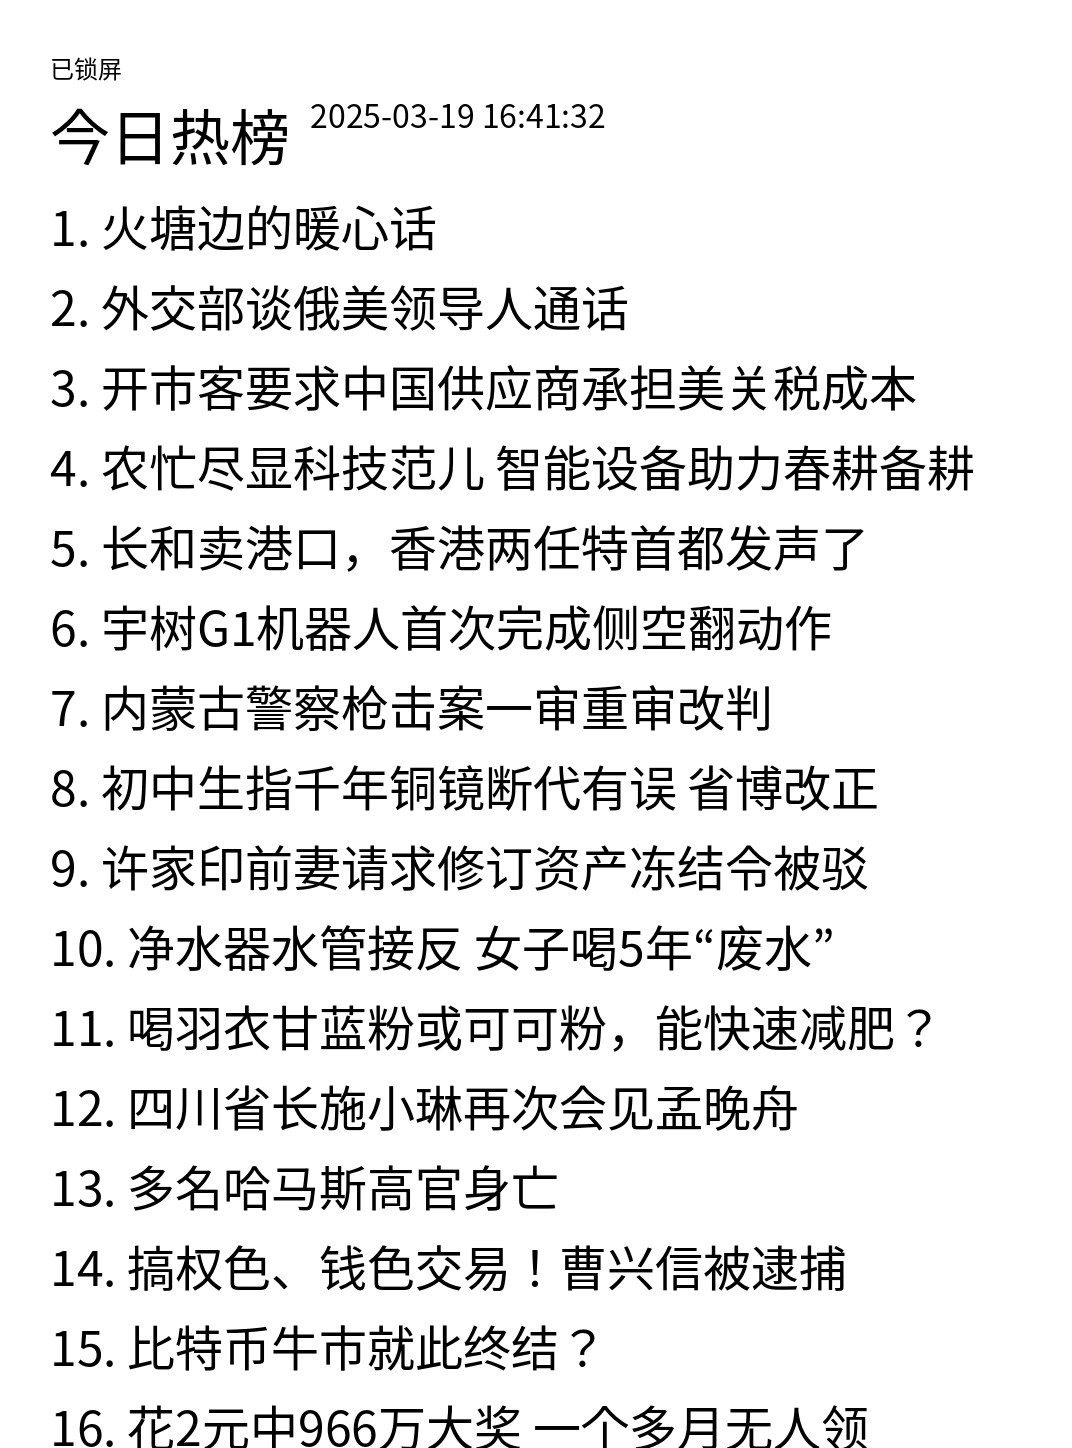 已锁屏
今日热榜 2025-03-19 16:41:32
1. 火塘边的暖心话
2. 外交部谈俄美领导人通话
3. 开市客要求中国供应商承担美关税成本
4. 农忙尽显科技范儿 智能设备助力春耕备耕
5. 长和卖港口，香港两任特首都发声了
6. 宇树G1机器人首次完成侧空翻动作
7. 内蒙古警察枪击案一审重审改判
8. 初中生指千年铜镜断代有误 省博改正
9. 许家印前妻请求修订资产冻结令被驳
10. 净水器水管接反 女子喝5年“废水”
11. 喝羽衣甘蓝粉或可可粉，能快速减肥？
12. 四川省长施小琳再次会见孟晚舟
13. 多名哈马斯高官身亡
14. 搞权色、钱色交易！曹兴信被逮捕
15. 比特币牛市就此终结？
16. 花2元中966万大奖 一个多月无人领